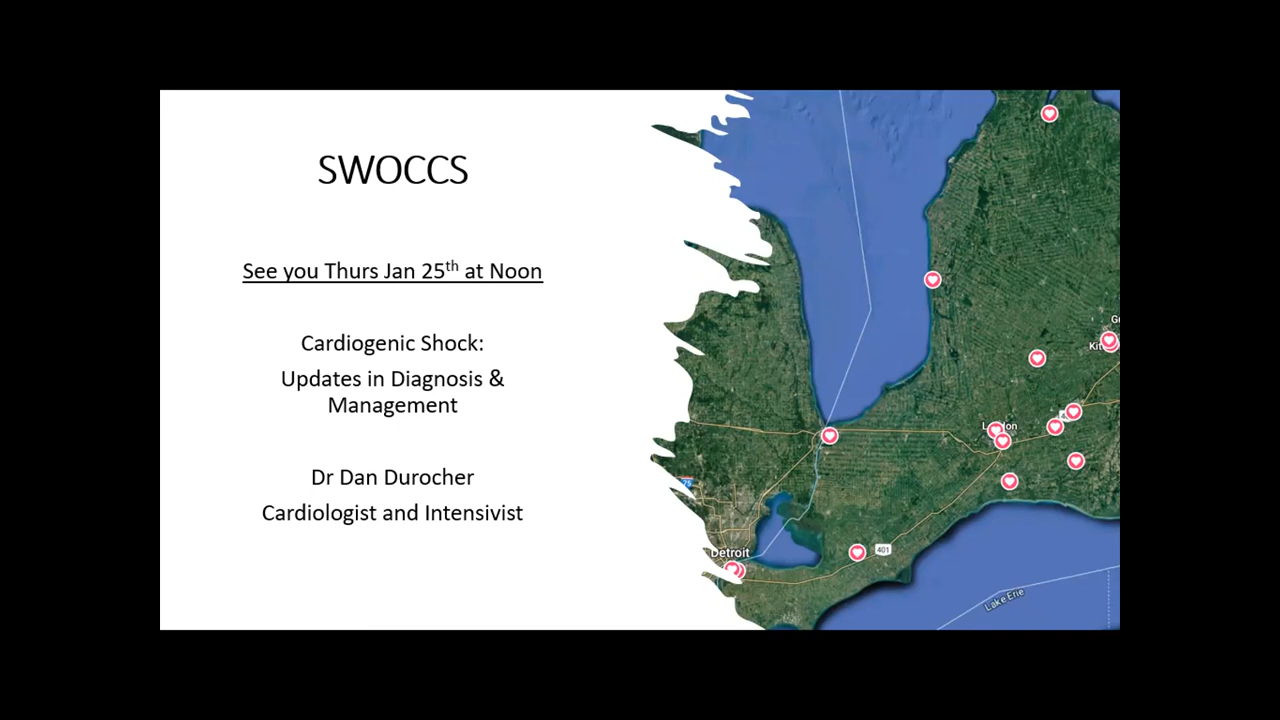 SWOCCS
See you Thurs Jan 25th at Noon
Cardiogenic Shock:
Updates in Diagnosis &
Management
Dr Dan Durocher
Cardiologist and Intensivist
75
Detroit
401
Lake Erie